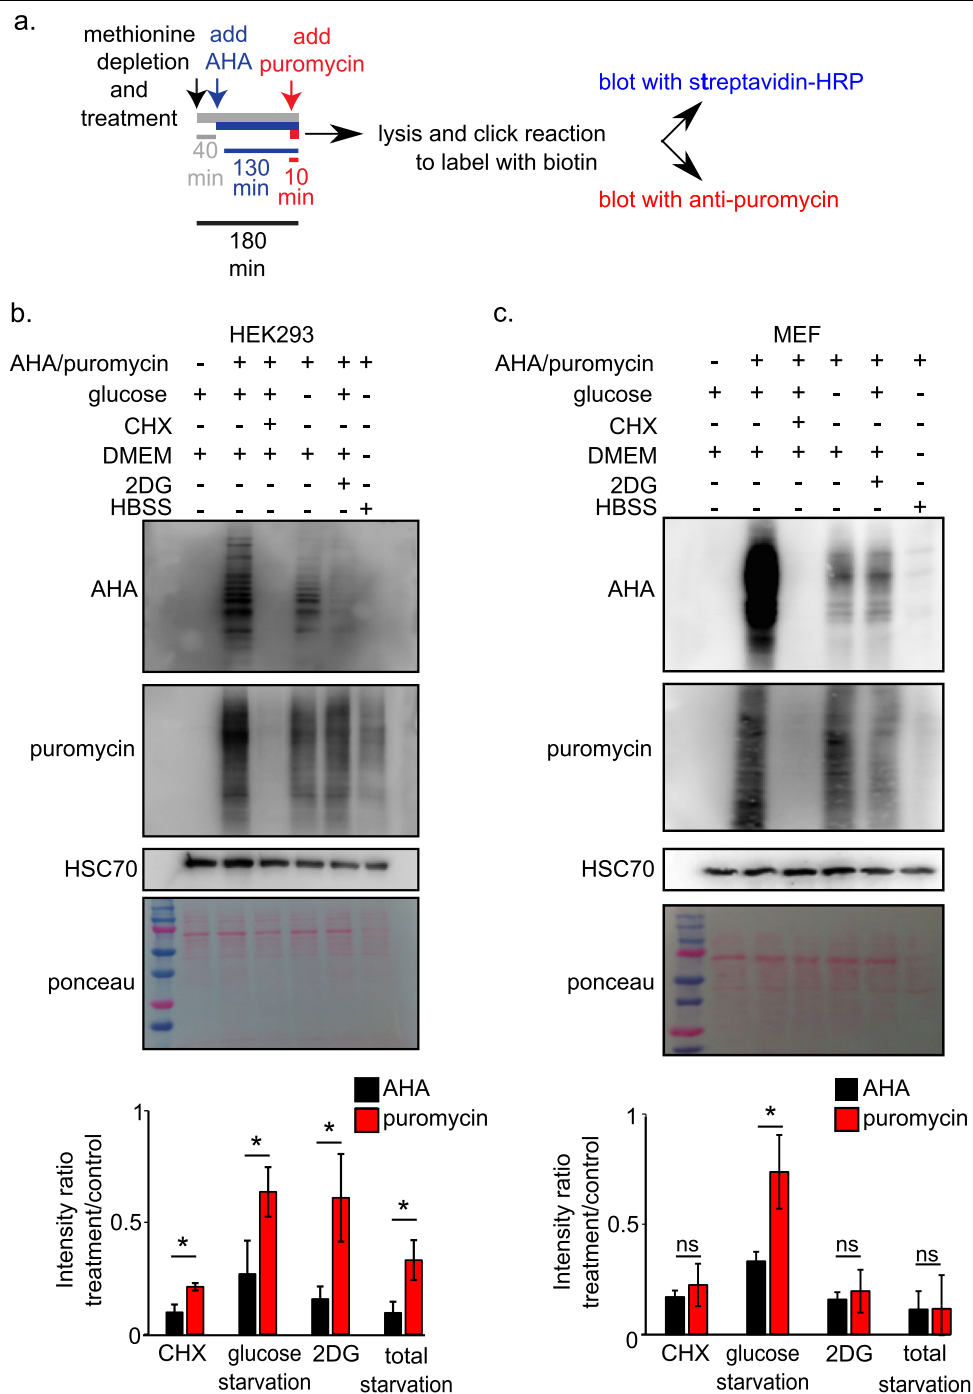 a.
methionine
depletion
and
treatment
add
AHA
add
puromycin
40
min
130
min
10
min
180
min
lysis and click reaction
to label with biotin
blot with streptavidin-HRP
blot with anti-puromycin
b.
HEK293
AHA/puromycin - + + + + +
glucose + + + - + -
CHX - - + - - -
DMEM + + + + + -
2DG - - - - + -
HBSS - - - - - +
AHA
puromycin
HSC70
ponceau
AHA
puromycin
Intensity ratio
treatment/control
1
0.5
0
* * * *
CHX
glucose
starvation
2DG
total
starvation
c.
MEF
AHA/puromycin - + + + + +
glucose + + + - + -
CHX - - + - - -
DMEM + + + + + -
2DG - - - - + -
HBSS - - - - - +
AHA
puromycin
HSC70
ponceau
AHA
puromycin
Intensity ratio
treatment/control
1
0.5
0
ns * ns ns
CHX
glucose
starvation
2DG
total
starvation